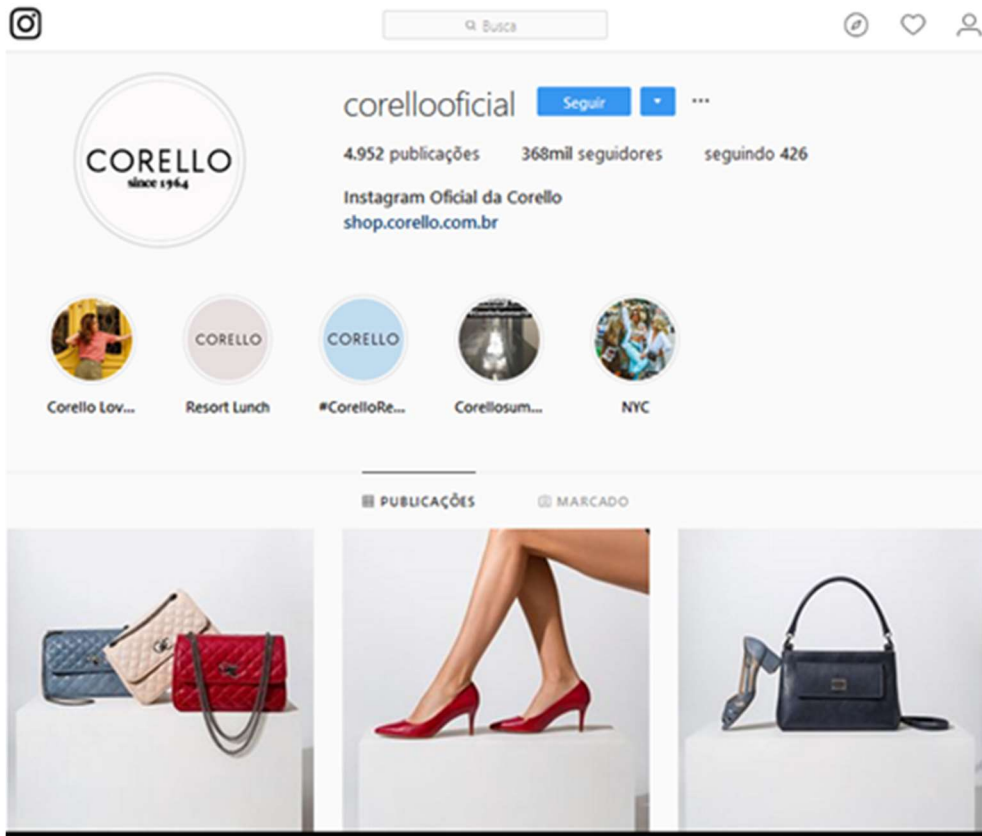 Busca
corellooficial Seguir ...
4.952 publicações 368mil seguidores seguindo 426
Instagram Oficial da Corello
shop.corello.com.br
CORELLO
since 1964
CORELLO CORELLO
Corello Lov... Resort Lunch #CorelloRe... Corellosum... NYC
PUBLICAÇÕES MARCADO